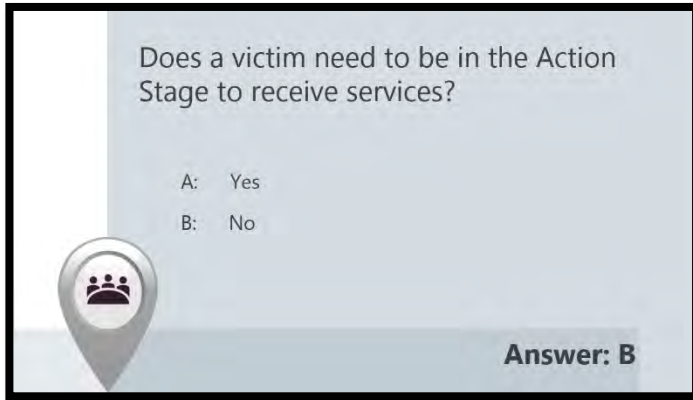 Does a victim need to be in the Action
Stage to receive services?
A: Yes
B: No
Answer: B